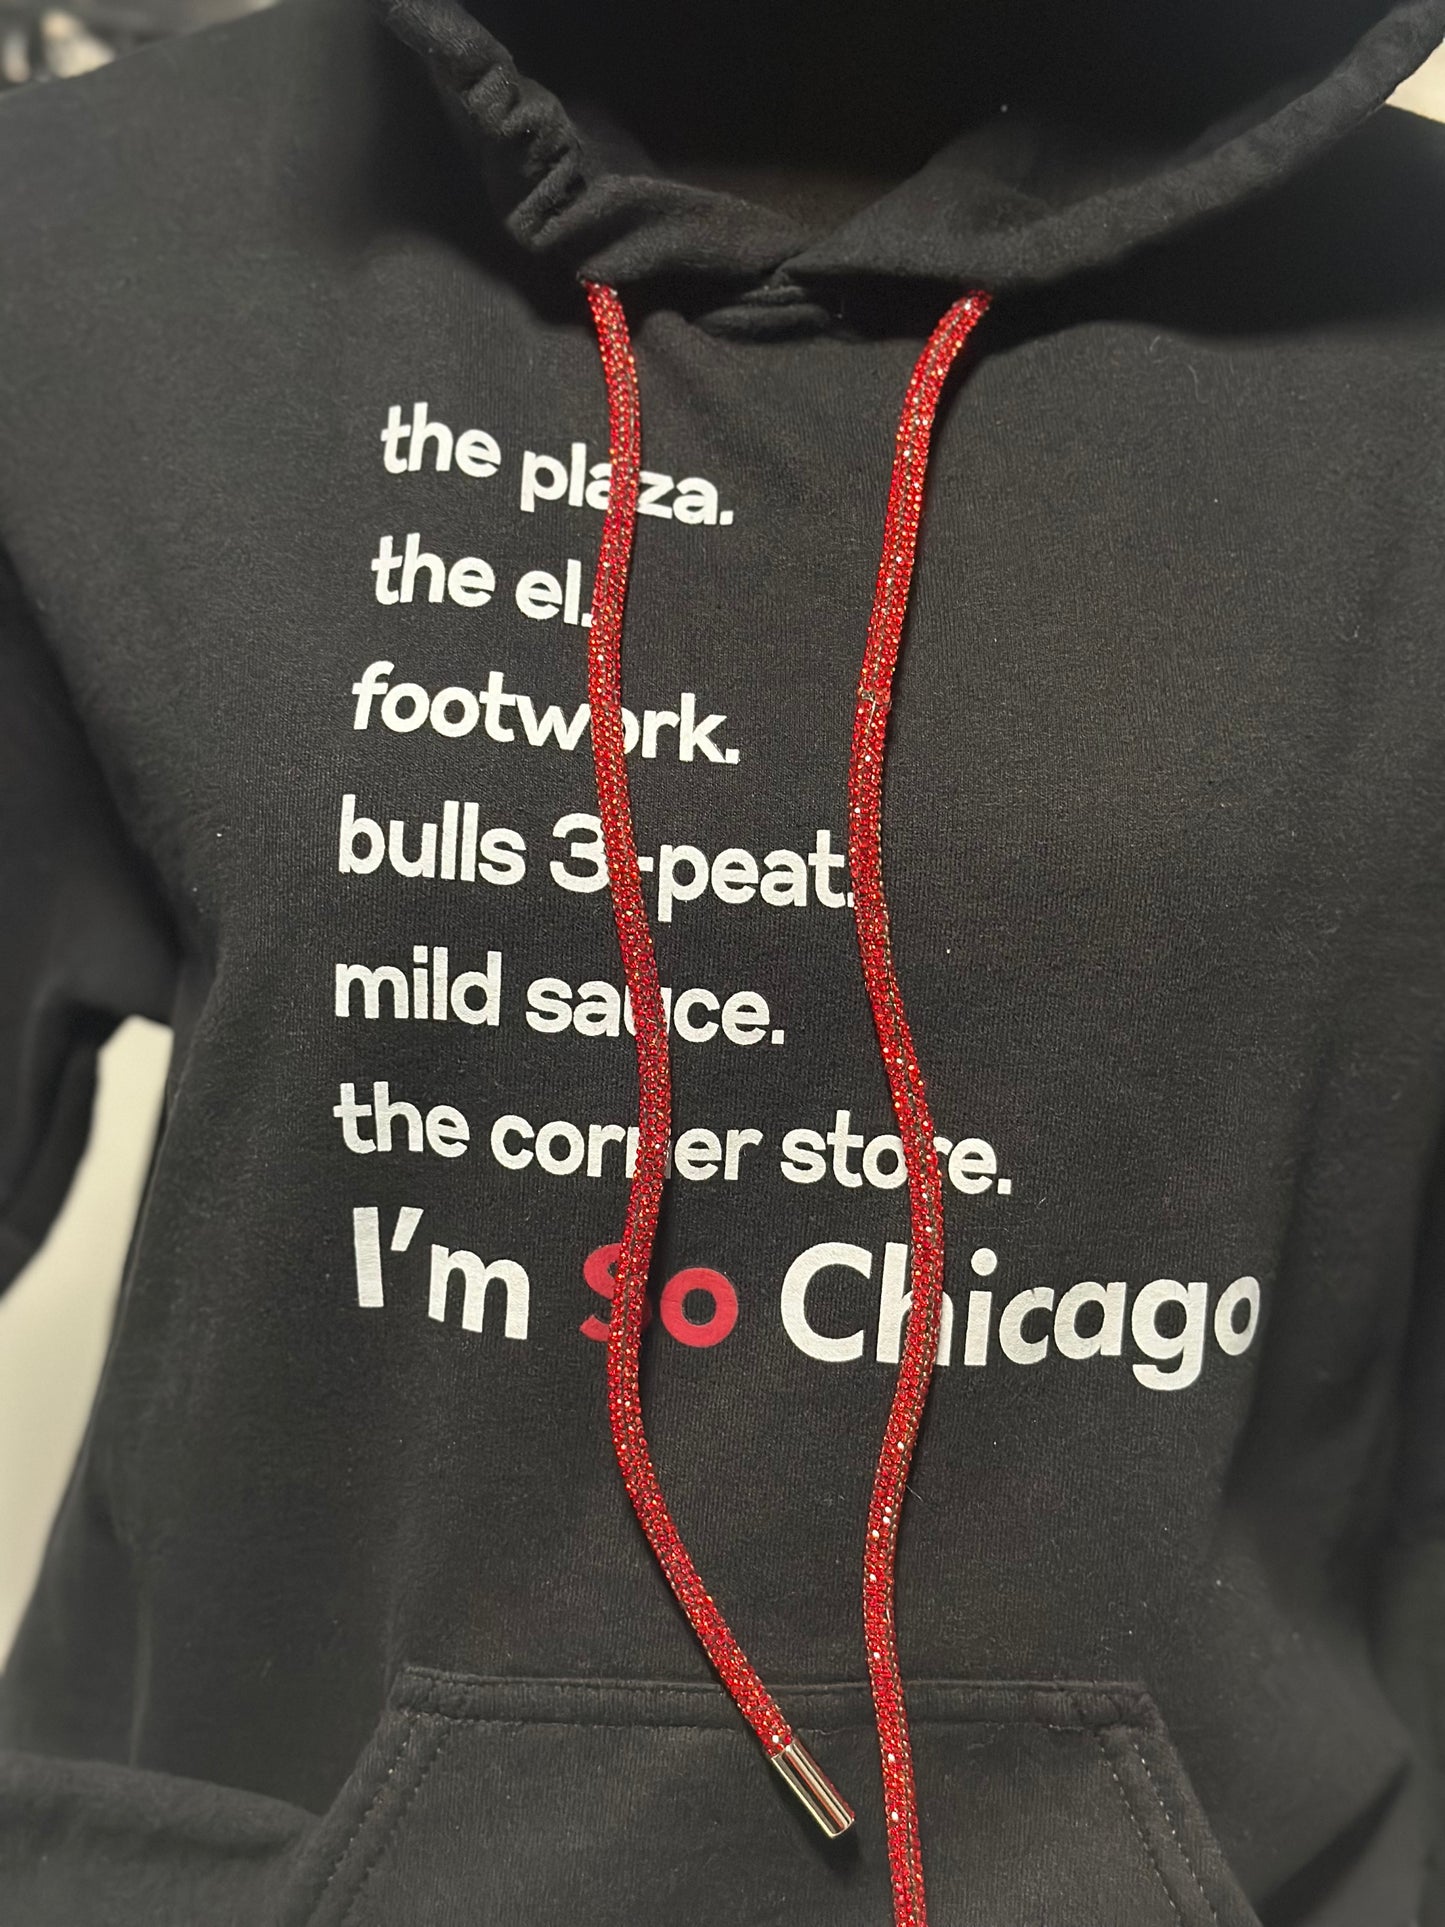 the plaza.
the el.
footwork.
bulls 3-peat.
mild sauce.
the corner store.
I'm So Chicago